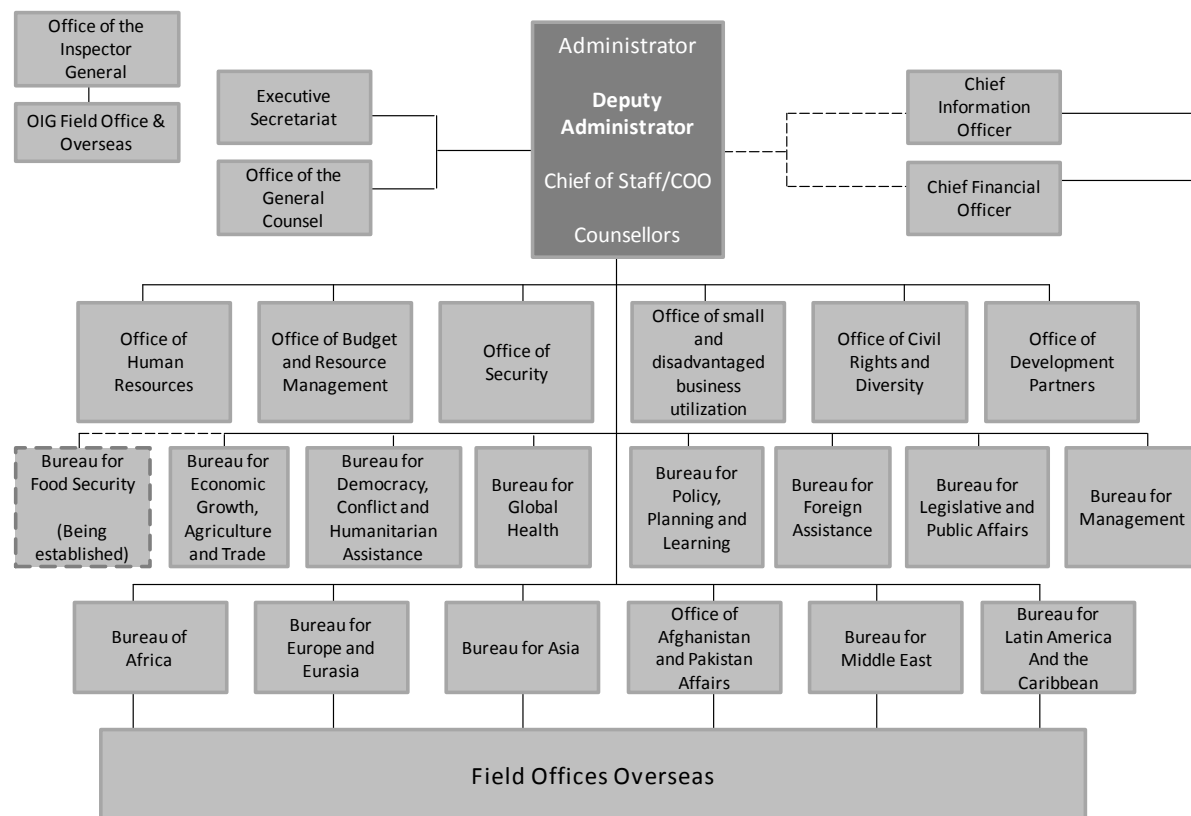 Office of the
Inspector
General
OIG Field Office &
Overseas
Executive
Secretariat
Office of the
General
Counsel
Administrator
Deputy
Administrator
Chief of Staff/COO
Counsellors
Chief
Information
Officer
Chief Financial
Officer
Office of
Human
Resources
Office of Budget
and Resource
Management
Office of
Security
Office of small
and
disadvantaged
business
utilization
Office of Civil
Rights and
Diversity
Office of
Development
Partners
Bureau for
Food Security
(Being
established)
Bureau for
Economic
Growth,
Agriculture
and Trade
Bureau for
Democracy,
Conflict and
Humanitarian
Assistance
Bureau for
Global
Health
Bureau for
Policy,
Planning and
Learning
Bureau for
Foreign
Assistance
Bureau for
Legislative and
Public Affairs
Bureau for
Management
Bureau of
Africa
Bureau for
Europe and
Eurasia
Bureau for Asia
Office of
Afghanistan
and Pakistan
Affairs
Bureau for
Middle East
Bureau for
Latin America
And the
Caribbean
Field Offices Overseas